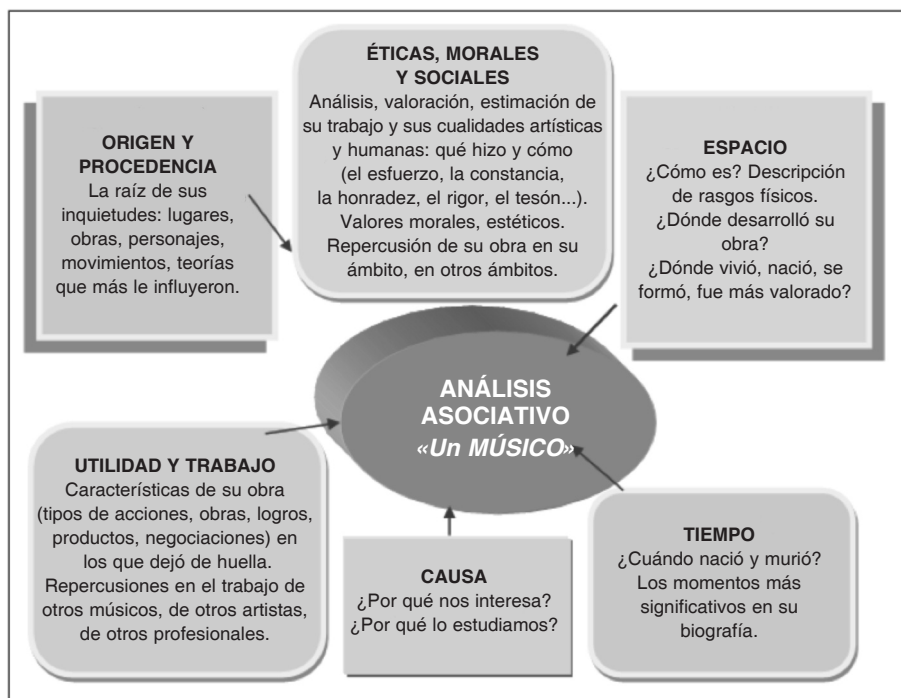 ÉTICAS, MORALES
Y SOCIALES
Análisis, valoración, estimación de
su trabajo y sus cualidades artísticas
y humanas: qué hizo y cómo
(el esfuerzo, la constancia,
la honradez, el rigor, el tesón...).
Valores morales, estéticos.
Repercusión de su obra en su
ámbito, en otros ámbitos.
ORIGEN Y
PROCEDENCIA
La raíz de sus
inquietudes: lugares,
obras, personajes,
movimientos, teorías
que más le influyeron.
ESPACIO
¿Cómo es? Descripción
de rasgos físicos.
¿Dónde desarrolló su
obra?
¿Dónde vivió, nació, se
formó, fue más valorado?
ANÁLISIS
ASOCIATIVO
«Un MÚSICO»
UTILIDAD Y TRABAJO
Características de su obra
(tipos de acciones, obras, logros,
productos, negociaciones) en
los que dejó de huella.
Repercusiones en el trabajo de
otros músicos, de otros artistas,
de otros profesionales.
CAUSA
¿Por qué nos interesa?
¿Por qué lo estudiamos?
TIEMPO
¿Cuándo nació y murió?
Los momentos más
significativos en su
biografía.